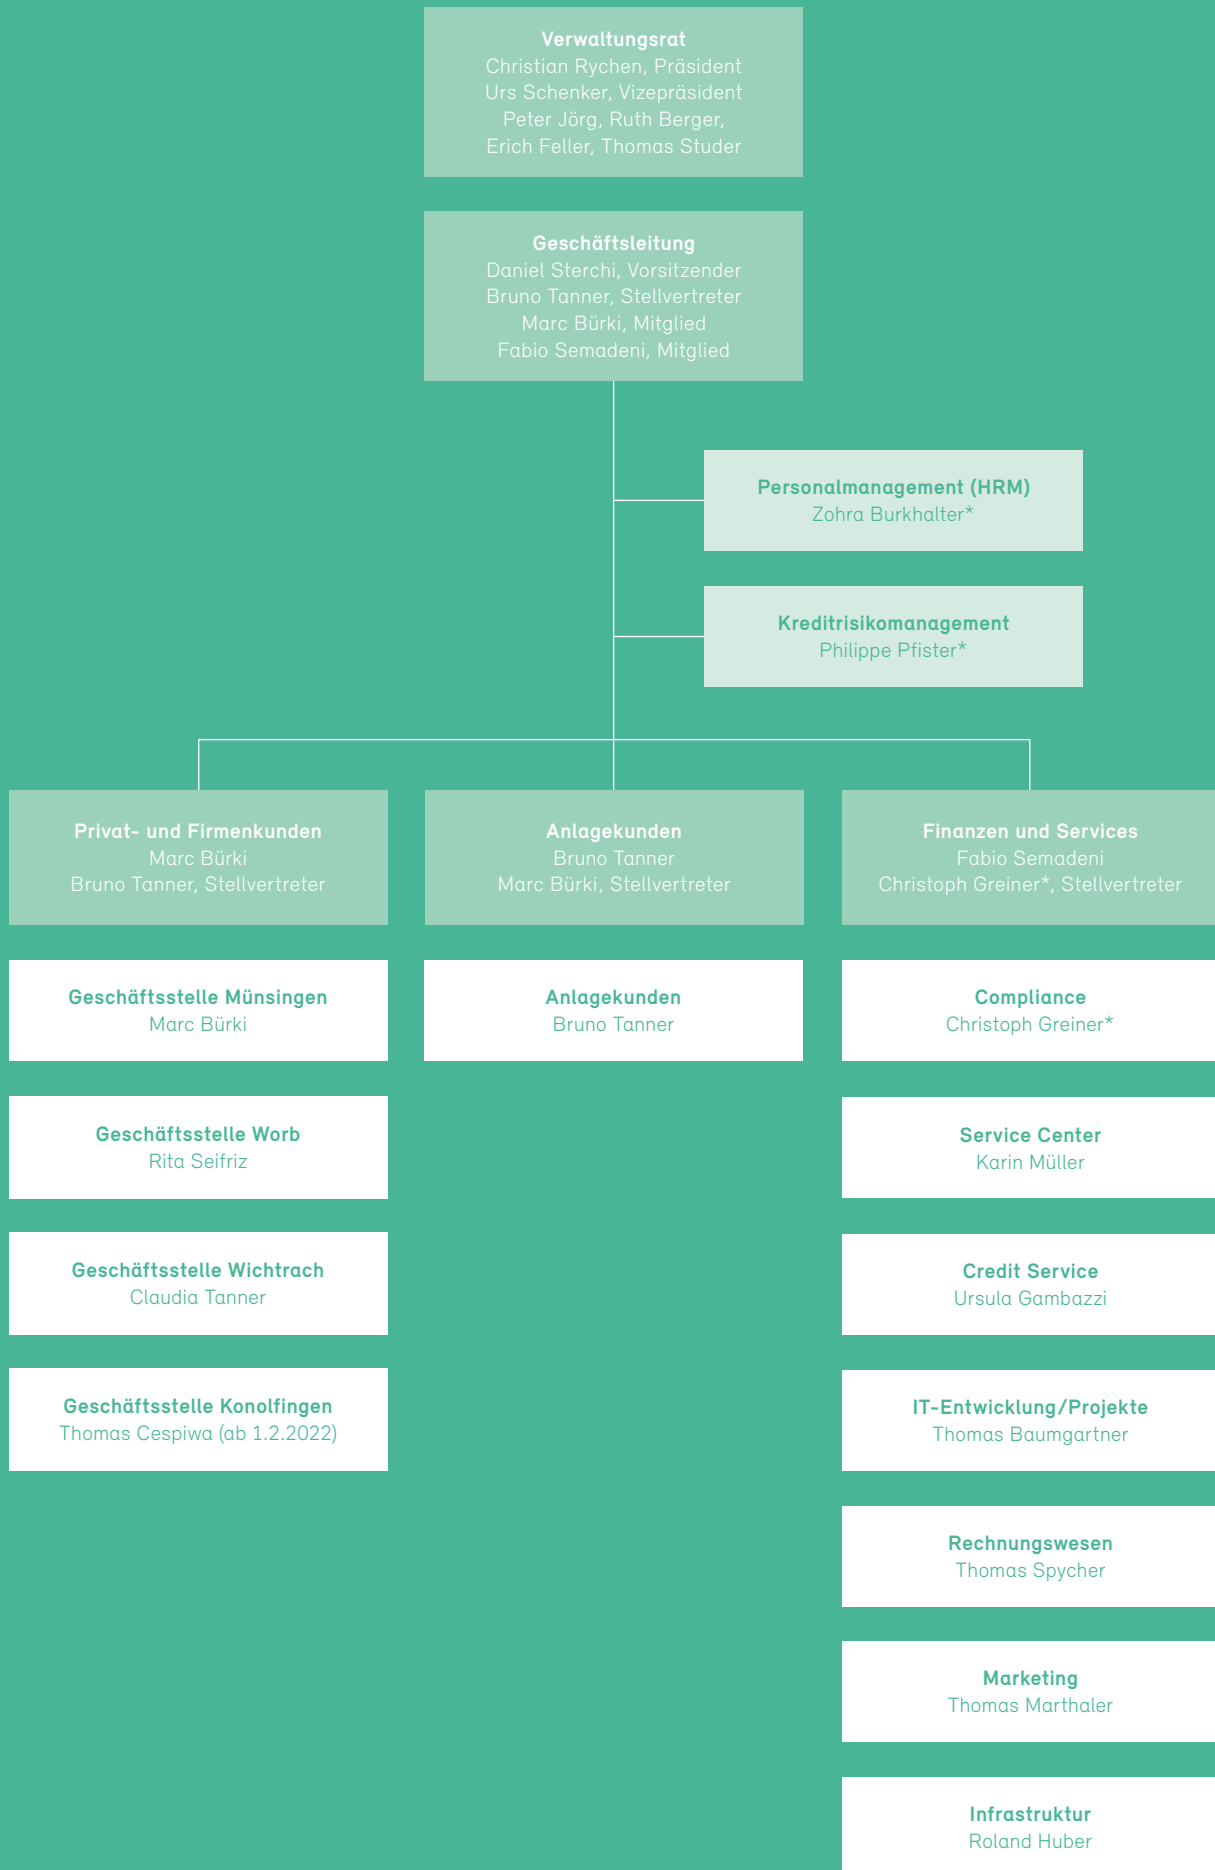 Verwaltungsrat
Christian Rychen, Präsident
Urs Schenker, Vizepräsident
Peter Jörg, Ruth Berger,
Erich Feller, Thomas Studer
Geschäftsleitung
Daniel Sterchi, Vorsitzender
Bruno Tanner, Stellvertreter
Marc Bürki, Mitglied
Fabio Semadeni, Mitglied
Personalmanagement (HRM)
Zohra Burkhalter*
Kreditrisikomanagement
Philippe Pfister*
Privat- und Firmenkunden
Marc Bürki
Bruno Tanner, Stellvertreter
Geschäftsstelle Münsingen
Marc Bürki
Geschäftsstelle Worb
Rita Seifriz
Geschäftsstelle Wichtrach
Claudia Tanner
Geschäftsstelle Konolfingen
Thomas Cespiwa (ab 1.2.2022)
Anlagekunden
Bruno Tanner
Marc Bürki, Stellvertreter
Anlagekunden
Bruno Tanner
Finanzen und Services
Fabio Semadeni
Christoph Greiner*, Stellvertreter
Compliance
Christoph Greiner*
Service Center
Karin Müller
Credit Service
Ursula Gambazzi
IT-Entwicklung/Projekte
Thomas Baumgartner
Rechnungswesen
Thomas Spycher
Marketing
Thomas Marthaler
Infrastruktur
Roland Huber